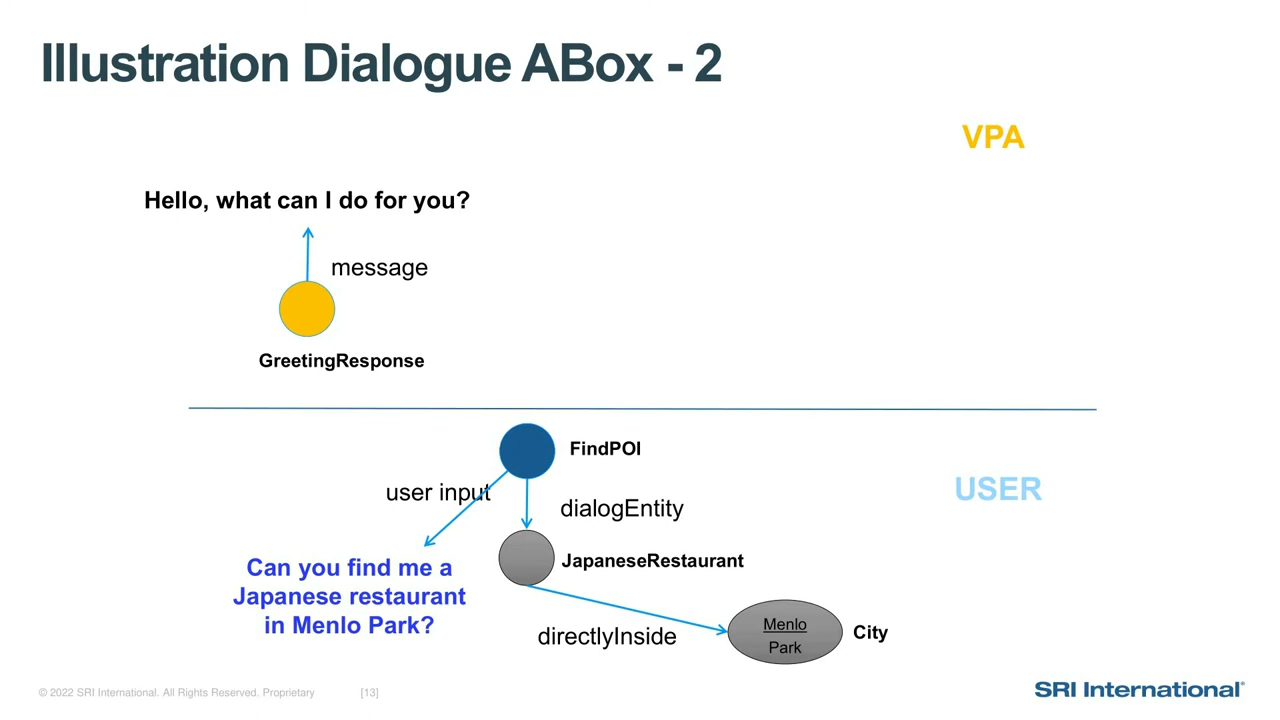 Illustration Dialogue ABox - 2
VPA
Hello, what can I do for you?
message
GreetingResponse
FindPOI
user input
USER
dialogEntity
JapaneseRestaurant
Can you find me a
Japanese restaurant
in Menlo Park?
directlyInside
Menlo
Park
City
© 2022 SRI International. All Rights Reserved. Proprietary
[13]
SRI International®